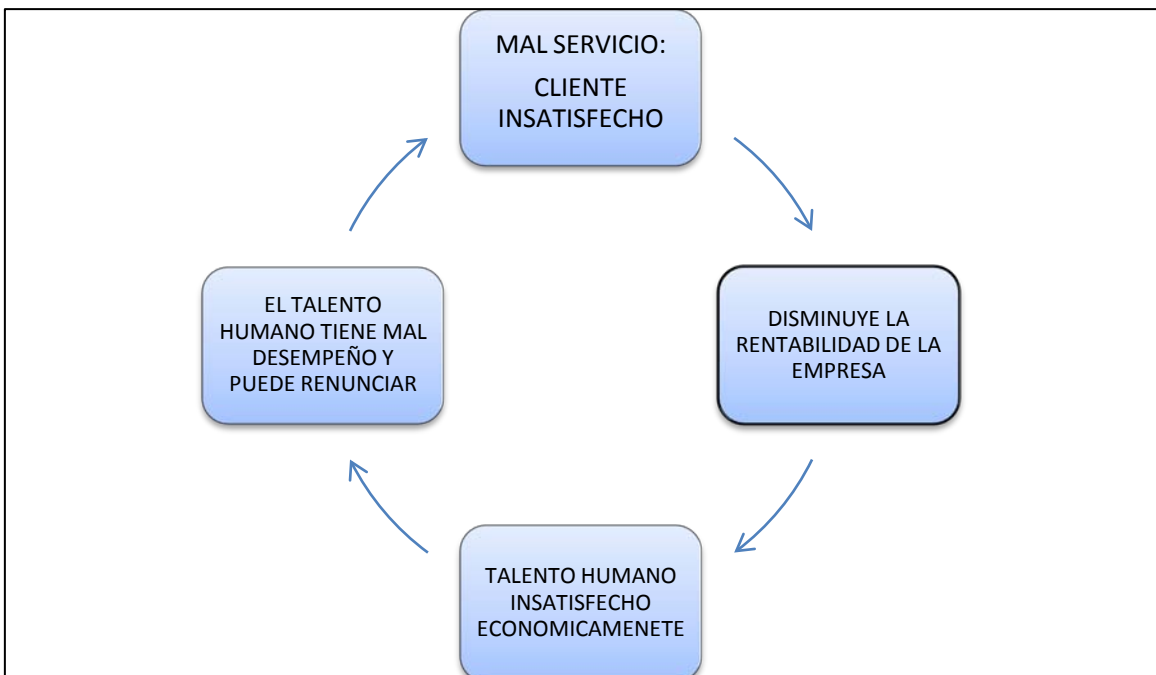 MAL SERVICIO:
CLIENTE
INSATISFECHO
DISMINUYE LA
RENTABILIDAD DE LA
EMPRESA
TALENTO HUMANO
INSATISFECHO
ECONOMICAMENETE
EL TALENTO
HUMANO TIENE MAL
DESEMPEÑO Y
PUEDE RENUNCIAR